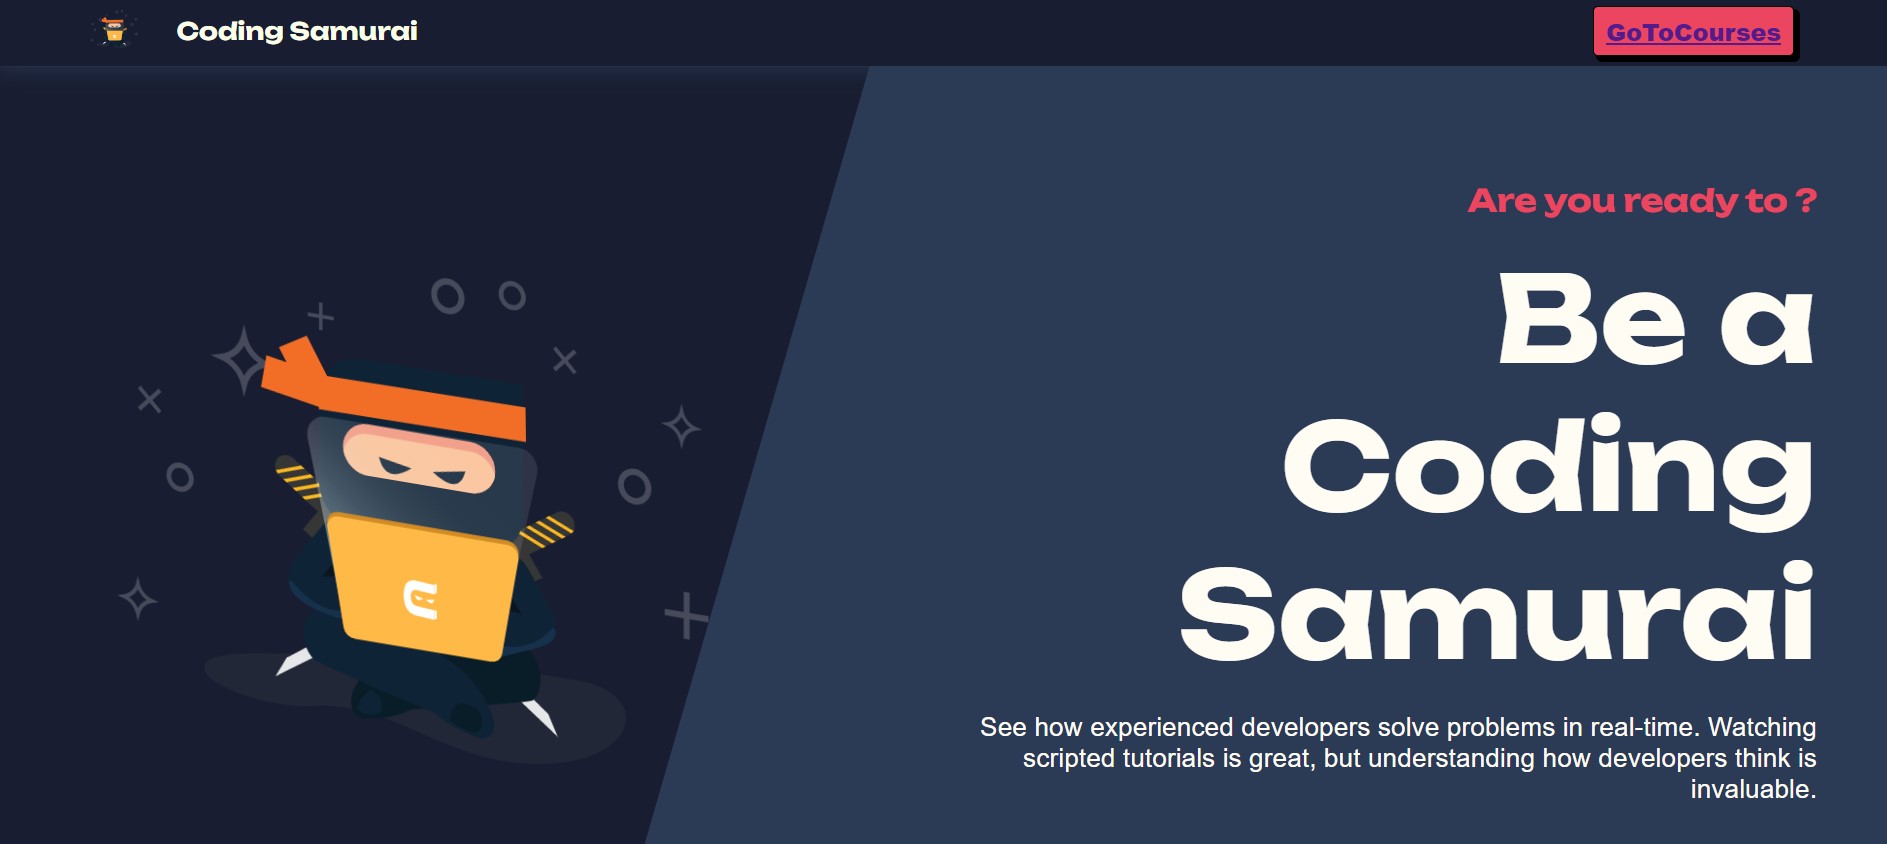 Coding Samurai
GoToCourses
Are you ready to ?
Be a
Coding
Samurai
See how experienced developers solve problems in real-time. Watching
scripted tutorials is great, but understanding how developers think is
invaluable.